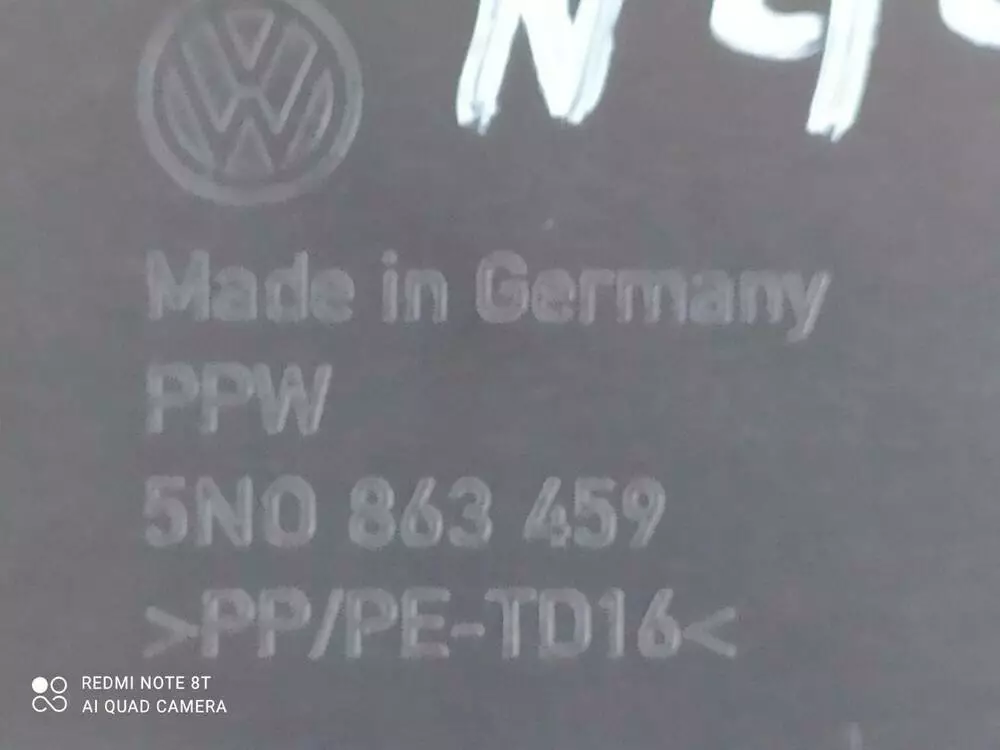 Made in Germany
PPW
5N0 863 459
>PP/PE-TD16<
REDMI NOTE 8T
AI QUAD CAMERA